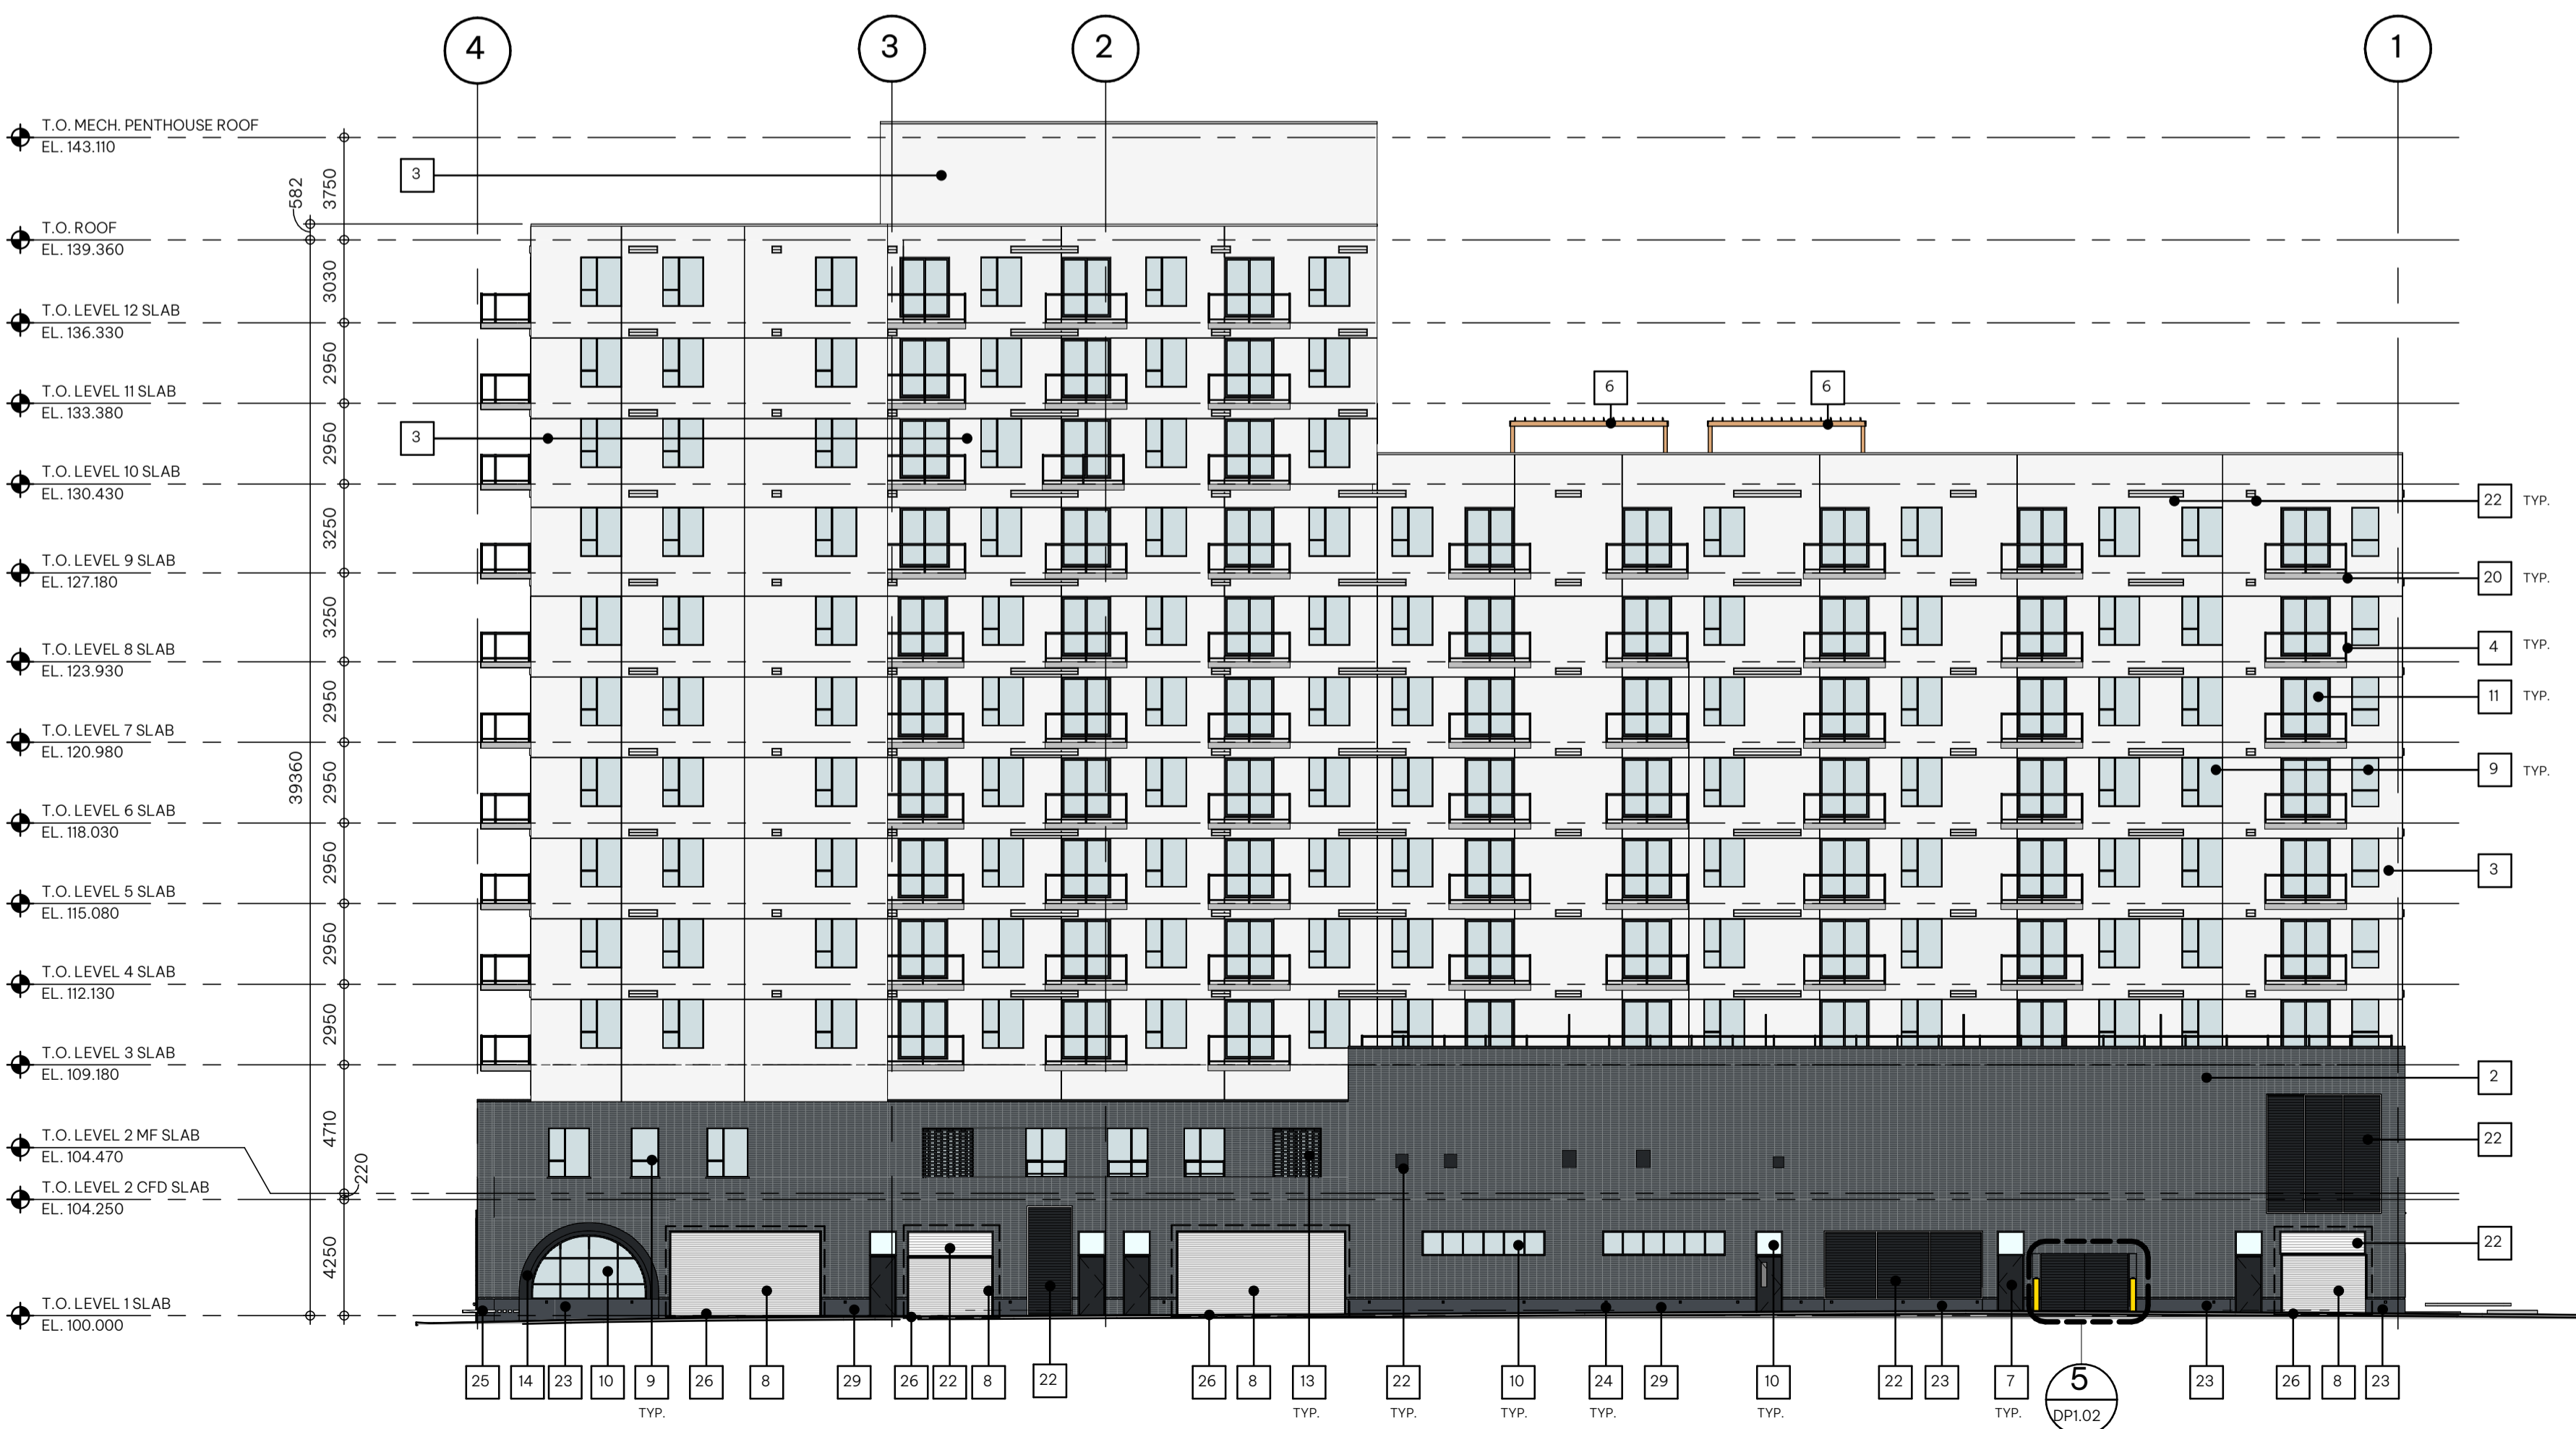 4
3
2
1
T.O. MECH. PENTHOUSE ROOF
EL. 143.110
3
582
3750
T.O. ROOF
EL. 139.360
3030
T.O. LEVEL 12 SLAB
EL. 136.330
2950
T.O. LEVEL 11 SLAB
EL. 133.380
6
6
2950
3
T.O. LEVEL 10 SLAB
EL. 130.430
22 TYP.
3250
T.O. LEVEL 9 SLAB
EL. 127.180
20 TYP.
3250
T.O. LEVEL 8 SLAB
EL. 123.930
4 TYP.
2950
11 TYP.
T.O. LEVEL 7 SLAB
EL. 120.980
39360
2950
9 TYP.
T.O. LEVEL 6 SLAB
EL. 118.030
2950
3
T.O. LEVEL 5 SLAB
EL. 115.080
2950
T.O. LEVEL 4 SLAB
EL. 112.130
2950
T.O. LEVEL 3 SLAB
EL. 109.180
2
4710
T.O. LEVEL 2 MF SLAB
EL. 104.470
22
220
T.O. LEVEL 2 CFD SLAB
EL. 104.250
22
4250
T.O. LEVEL 1 SLAB
EL. 100.000
25 14 23 10 9 26 8 29 26 22 8 22 26 8 13 22 10 24 29 10 22 23 7 5 23 26 8 23
TYP. TYP. TYP. TYP. TYP. TYP. TYP. DP1.02